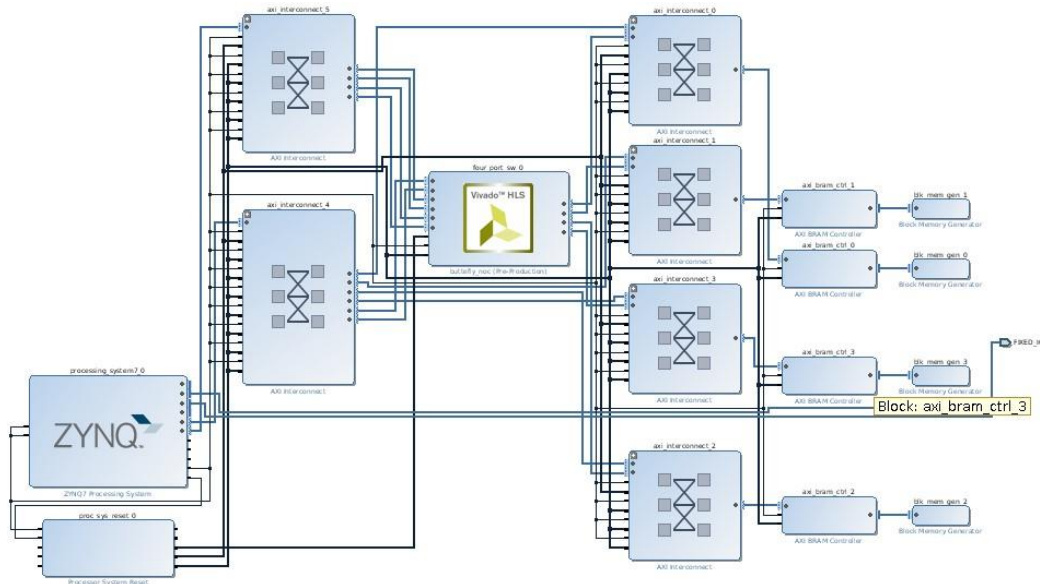 axi_interconnect_5
AXI Interconnect
axi_interconnect_4
AXI Interconnect
processing_system7_0
ZYNQ
ZYNQ7 Processing System
proc_sys_reset_0
Processor System Reset
four_port_sw_0
Vivado™ HLS
butterfly_noc (Pre-Production)
axi_interconnect_0
AXI Interconnect
axi_interconnect_1
AXI Interconnect
axi_interconnect_3
AXI Interconnect
axi_interconnect_2
AXI Interconnect
axi_bram_ctrl_1
AXI BRAM Controller
axi_bram_ctrl_0
AXI BRAM Controller
axi_bram_ctrl_3
AXI BRAM Controller
Block: axi_bram_ctrl_3
axi_bram_ctrl_2
AXI BRAM Controller
blk_mem_gen_1
Block Memory Generator
blk_mem_gen_0
Block Memory Generator
blk_mem_gen_3
Block Memory Generator
blk_mem_gen_2
Block Memory Generator